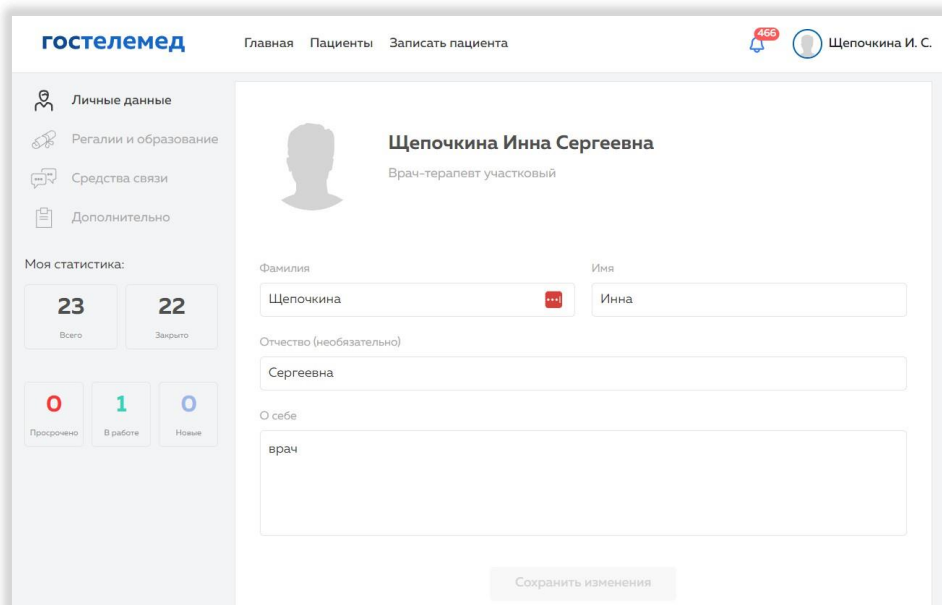 гостелемед
Главная Пациенты Записать пациента
466
Щепочкина И. С.
Личные данные
Регалии и образование
Средства связи
Дополнительно
Моя статистика:
23
Всего
22
Закрыто
0
Просрочено
1
В работе
0
Новые
Щепочкина Инна Сергеевна
Врач-терапевт участковый
Фамилия
Щепочкина
Имя
Инна
Отчество (необязательно)
Сергеевна
О себе
врач
Сохранить изменения